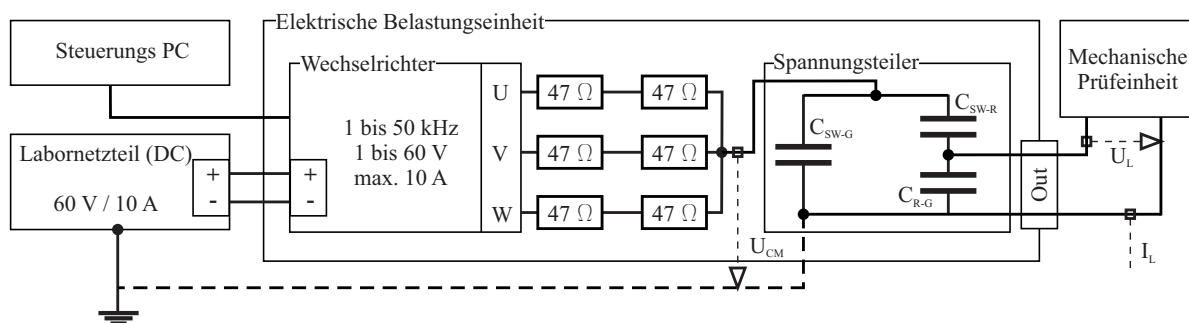 Elektrische Belastungseinheit
Steuerungs PC
Wechselrichter
Spannungsteiler
Mechanische
Prüfeinheit
U
47 Ω
47 Ω
1 bis 50 kHz
1 bis 60 V
max. 10 A
V
47 Ω
47 Ω
W
47 Ω
47 Ω
C_SW-G
C_SW-R
C_R-G
Labornetzteil (DC)
60 V / 10 A
+
-
+
-
Out
U_L
U_CM
I_L